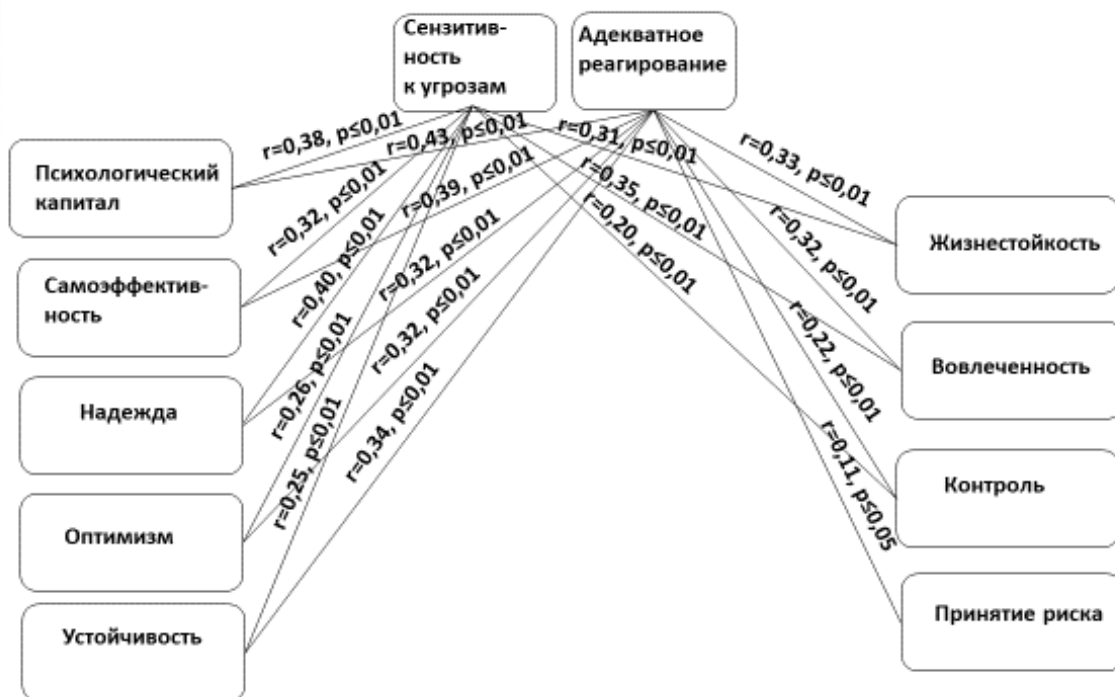 Сензитив-
ность
к угрозам
Адекватное
реагирование
r=0,38, p≤0,01
r=0,43, p≤0,01
r=0,31, p≤0,01
r=0,33, p≤0,01
Психологический
капитал
r=0,32, p≤0,01
r=0,39, p≤0,01
r=0,35, p≤0,01
r=0,32, p≤0,01
Жизнестойкость
r=0,40, p≤0,01
r=0,32, p≤0,01
r=0,20, p≤0,01
Самоэффектив-
ность
r=0,26, p≤0,01
r=0,32, p≤0,01
r=0,22, p≤0,01
Вовлеченность
Надежда
r=0,25, p≤0,01
r=0,34, p≤0,01
r=0,11, p≤0,05
Контроль
Оптимизм
Принятие риска
Устойчивость